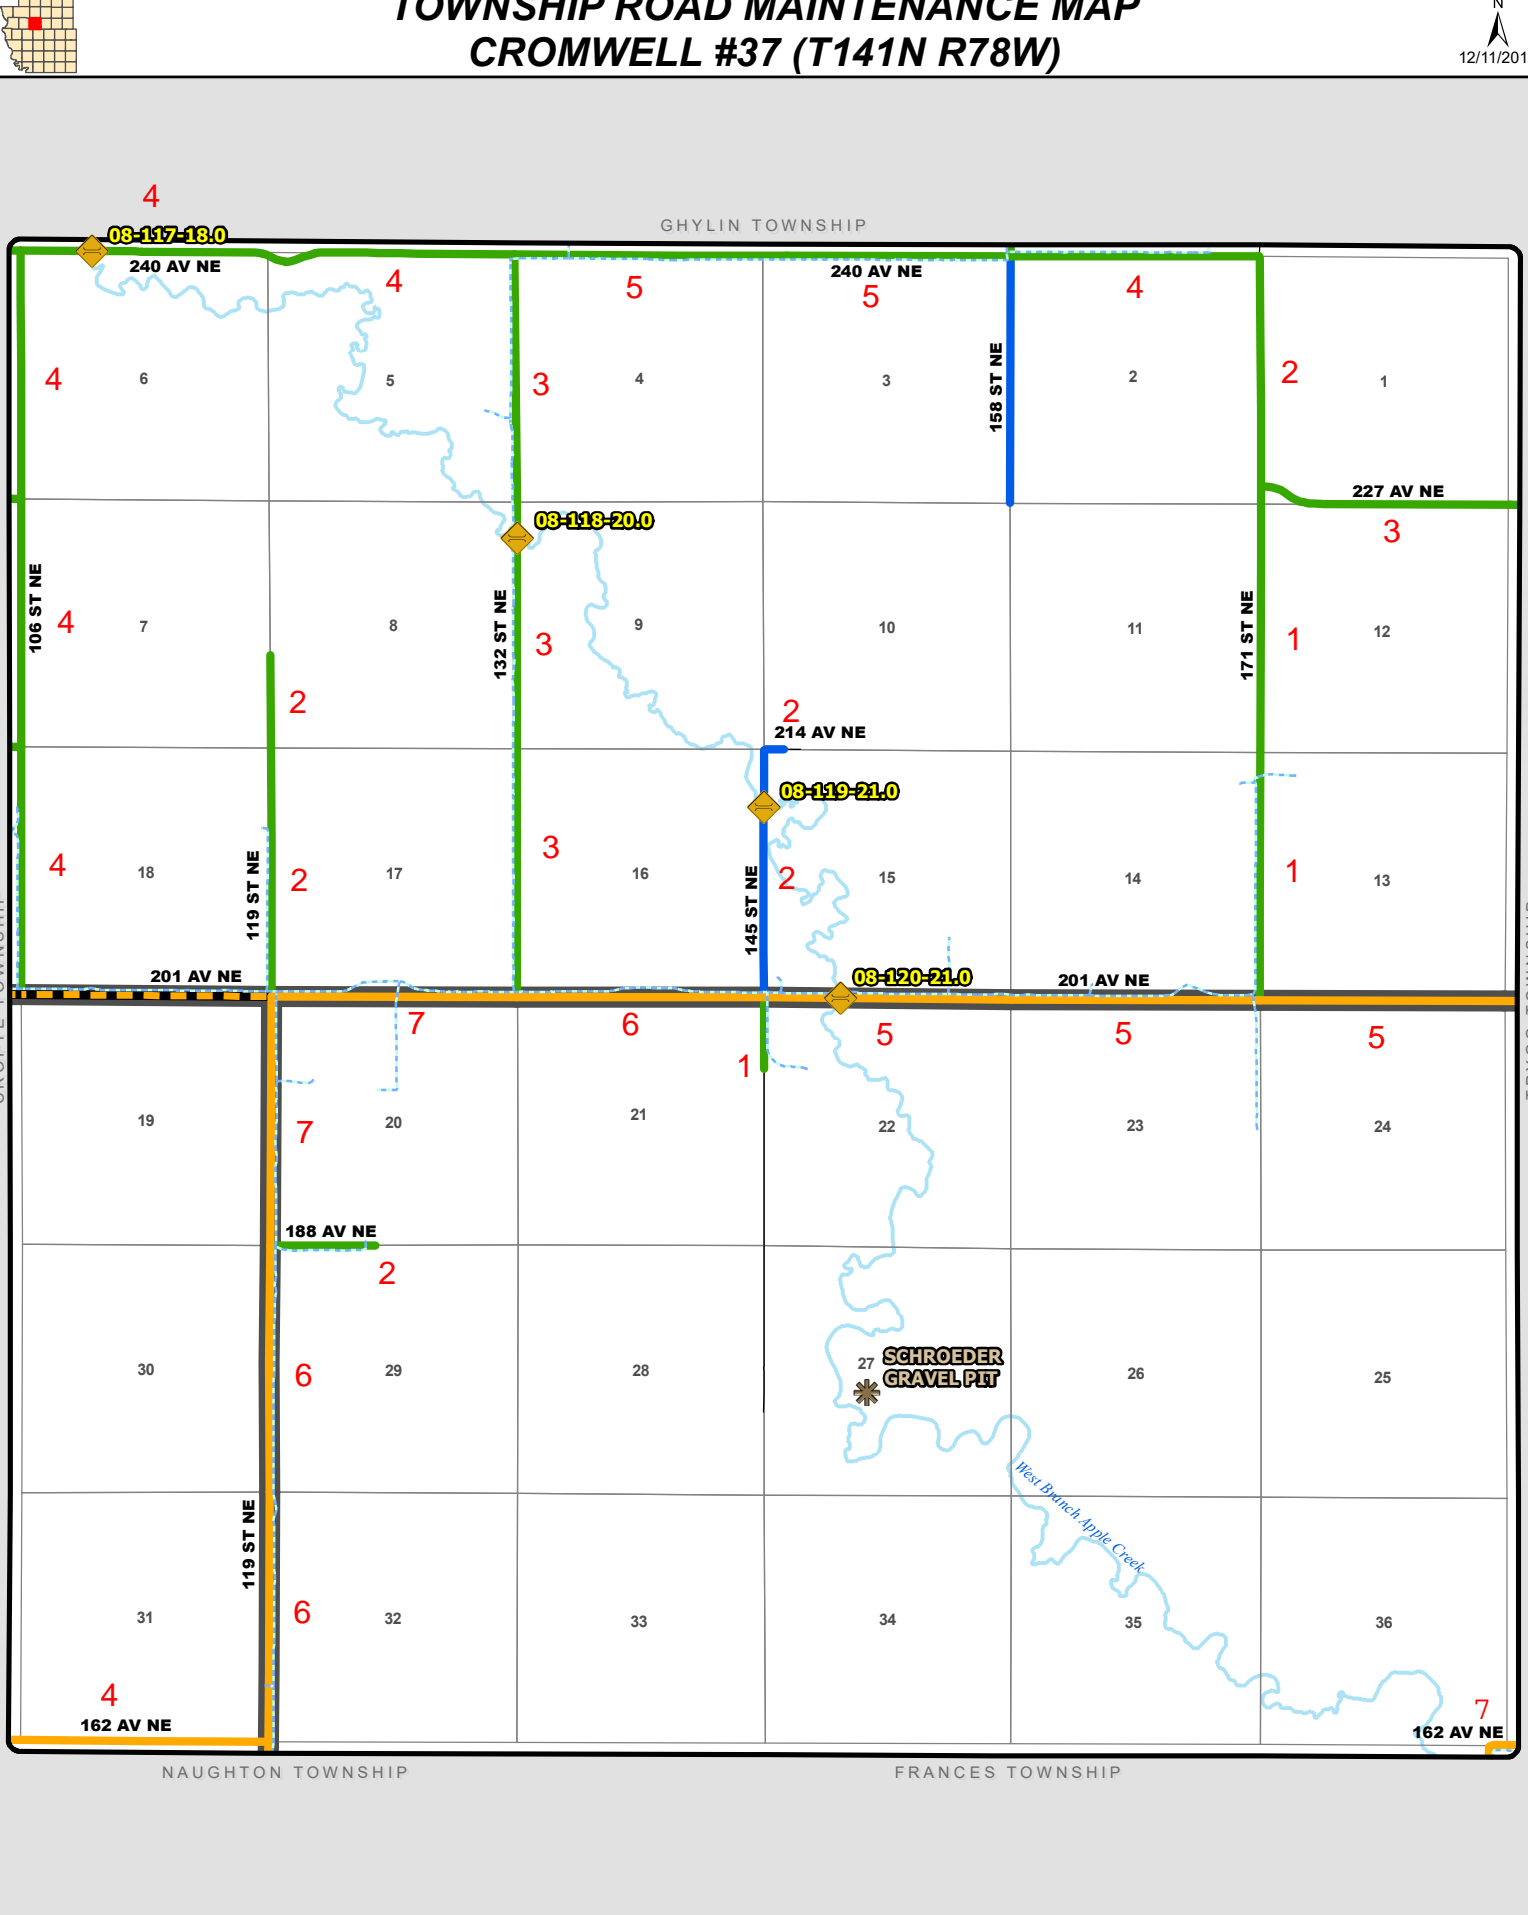 TOWNSHIP ROAD MAINTENANCE MAP
CROMWELL #37 (T141N R78W)
N
12/11/201
4
GHYLIN TOWNSHIP
08-117-18.0
240 AV NE
240 AV NE
4
5
5
4
4
6
5
3
4
3
158 ST NE
2
2
1
227 AV NE
3
08-118-20.0
106 ST NE
4
7
8
132 ST NE
3
9
10
11
171 ST NE
1
12
2
2
214 AV NE
08-119-21.0
4
18
119 ST NE
2
17
3
16
145 ST NE
2
15
14
1
13
201 AV NE
08-120-21.0
201 AV NE
7
6
1
5
5
5
19
7
20
21
22
23
24
188 AV NE
2
30
6
29
28
27
SCHROEDER
GRAVEL PIT
26
25
West Branch Apple Creek
119 ST NE
31
6
32
33
34
35
36
4
162 AV NE
7
162 AV NE
NAUGHTON TOWNSHIP
FRANCES TOWNSHIP